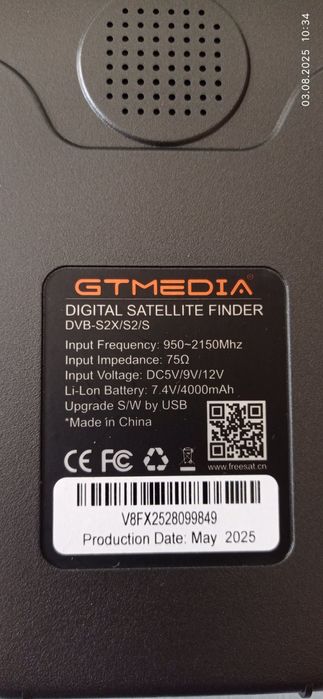 03.08.2025 10:34
GTMEDIA®
DIGITAL SATELLITE FINDER
DVB-S2X/S2/S
Input Frequency: 950~2150Mhz
Input Impedance: 75Ω
Input Voltage: DC5V/9V/12V
Li-Lon Battery: 7.4V/4000mAh
Upgrade S/W by USB
*Made in China
CE FC
www.freesat.cn
V8FX2528099849
Production Date: May 2025